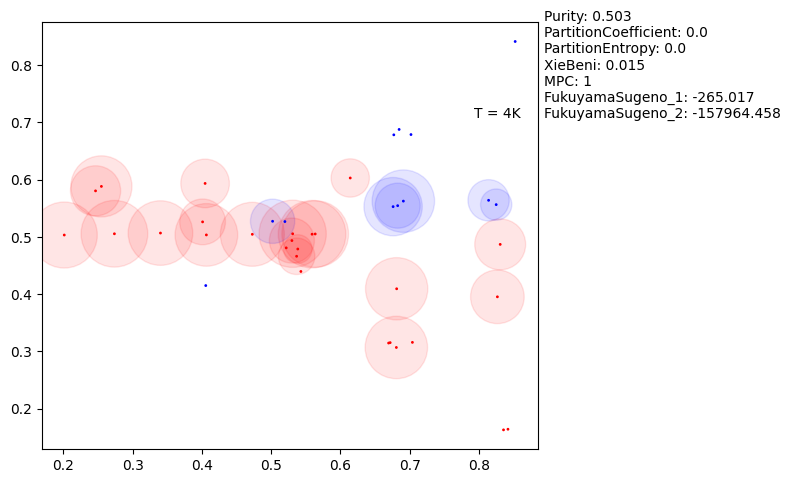 Purity: 0.503
PartitionCoefficient: 0.0
PartitionEntropy: 0.0
XieBeni: 0.015
MPC: 1
FukuyamaSugeno_1: -265.017
FukuyamaSugeno_2: -157964.458
T = 4K
0.8
0.7
0.6
0.5
0.4
0.3
0.2
0.2 0.3 0.4 0.5 0.6 0.7 0.8